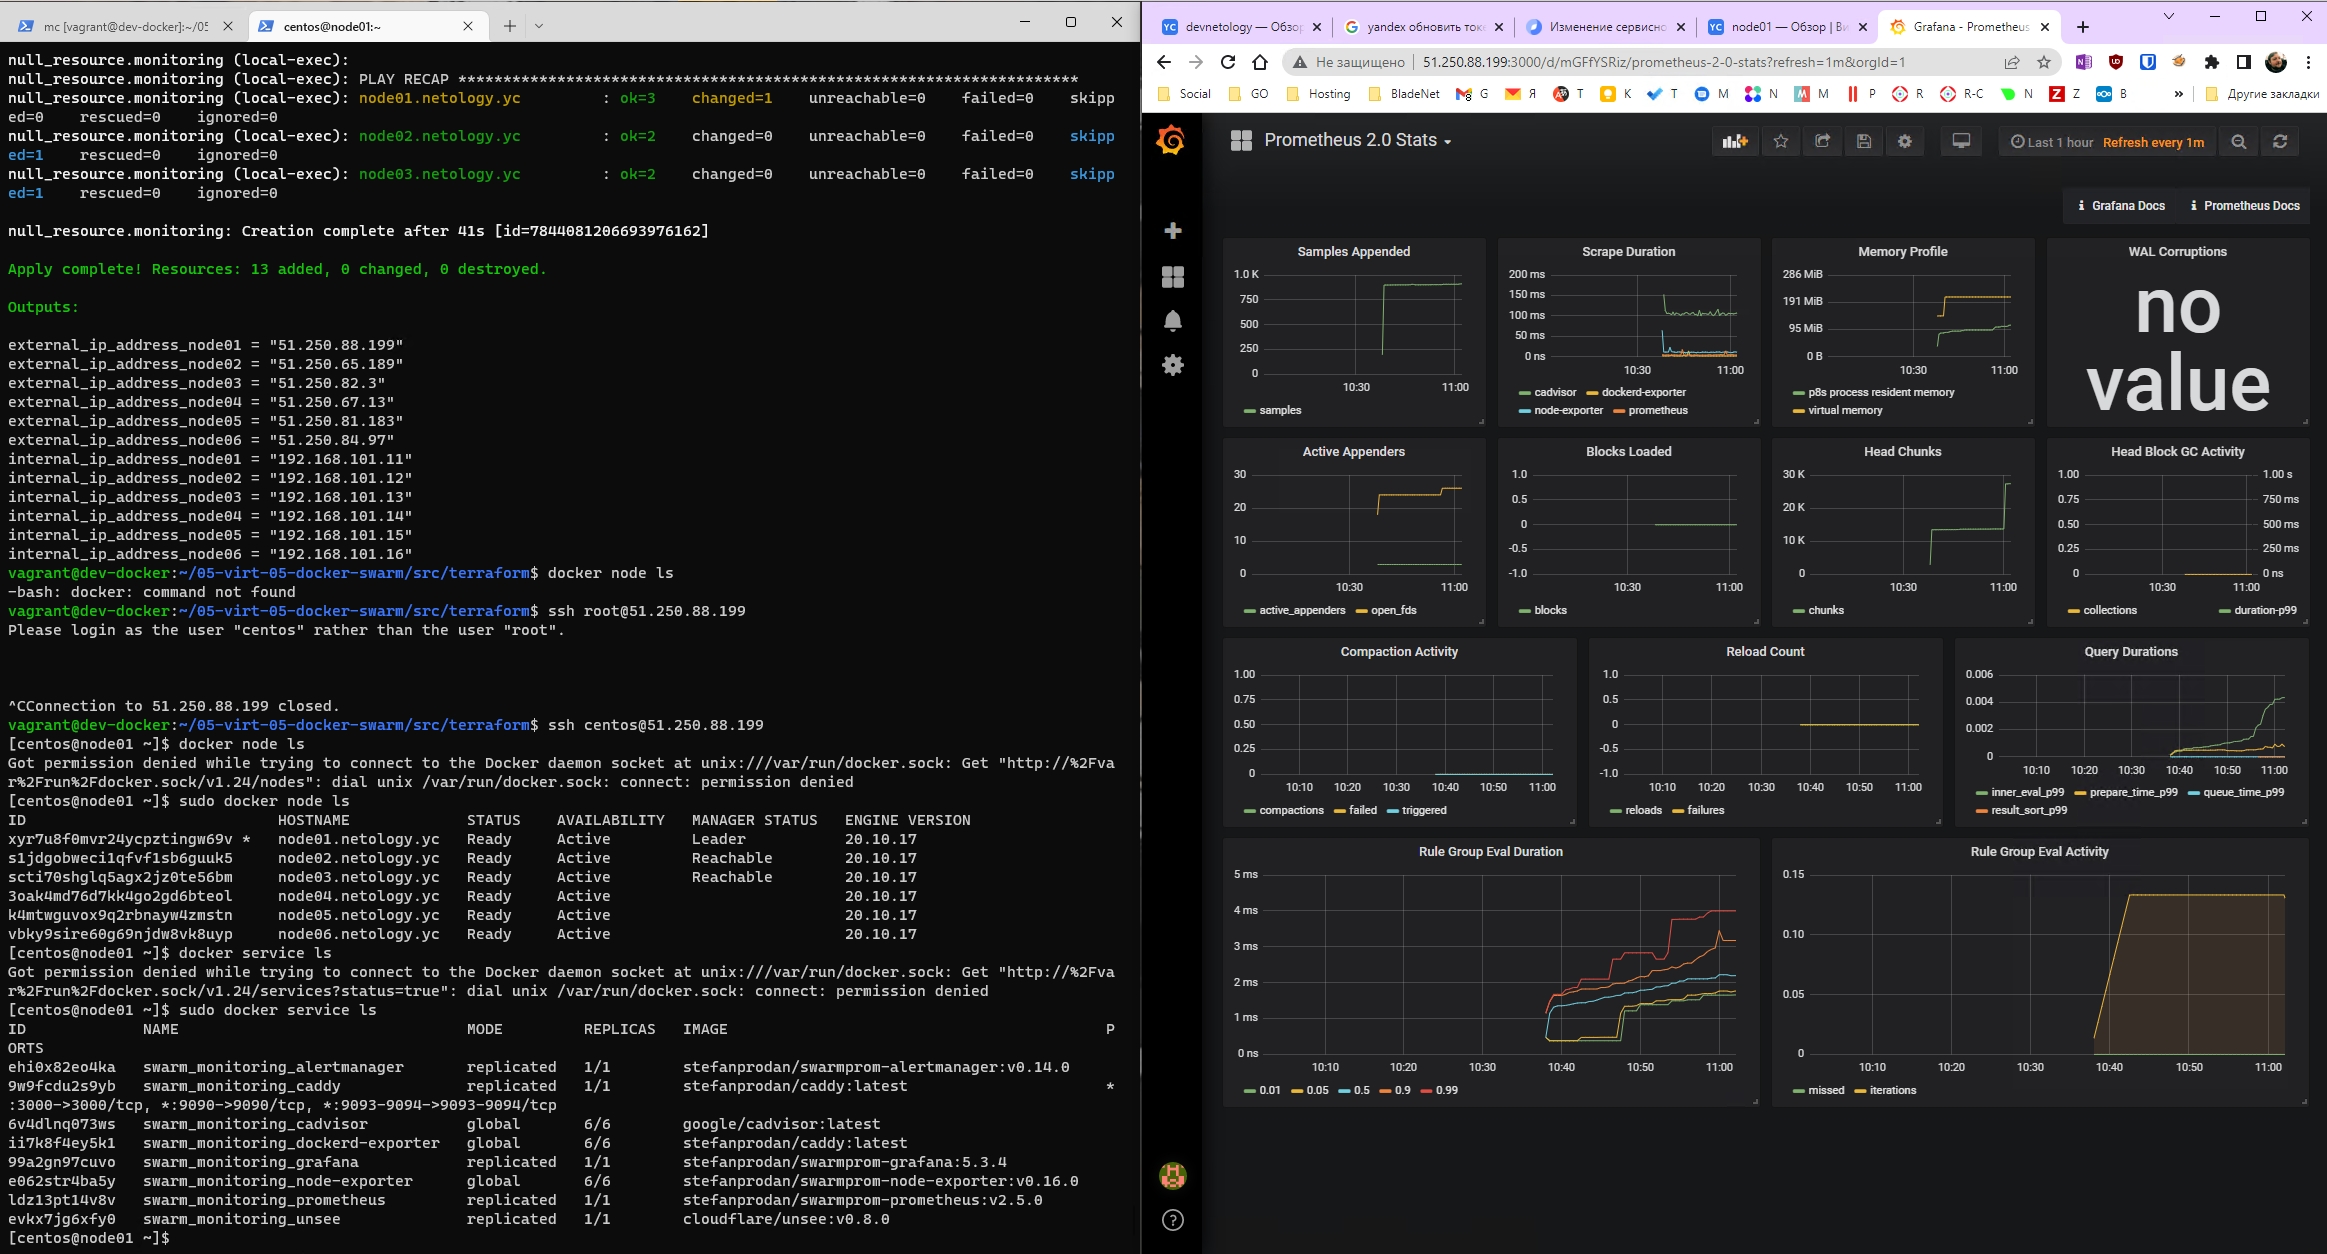 mc [vagrant@dev-docker]:~/05
centos@node01:~
null_resource.monitoring (local-exec):
null_resource.monitoring (local-exec): PLAY RECAP *********************************************************************
null_resource.monitoring (local-exec): node01.netology.yc         : ok=3    changed=1    unreachable=0    failed=0    skipp
ed=0    rescued=0    ignored=0
null_resource.monitoring (local-exec): node02.netology.yc         : ok=2    changed=0    unreachable=0    failed=0    skipp
ed=1    rescued=0    ignored=0
null_resource.monitoring (local-exec): node03.netology.yc         : ok=2    changed=0    unreachable=0    failed=0    skipp
ed=1    rescued=0    ignored=0
null_resource.monitoring: Creation complete after 41s [id=7844081206693976162]
Apply complete! Resources: 13 added, 0 changed, 0 destroyed.
Outputs:
external_ip_address_node01 = "51.250.88.199"
external_ip_address_node02 = "51.250.65.189"
external_ip_address_node03 = "51.250.82.3"
external_ip_address_node04 = "51.250.67.13"
external_ip_address_node05 = "51.250.81.183"
external_ip_address_node06 = "51.250.84.97"
internal_ip_address_node01 = "192.168.101.11"
internal_ip_address_node02 = "192.168.101.12"
internal_ip_address_node03 = "192.168.101.13"
internal_ip_address_node04 = "192.168.101.14"
internal_ip_address_node05 = "192.168.101.15"
internal_ip_address_node06 = "192.168.101.16"
vagrant@dev-docker:~/05-virt-05-docker-swarm/src/terraform$ docker node ls
-bash: docker: command not found
vagrant@dev-docker:~/05-virt-05-docker-swarm/src/terraform$ ssh root@51.250.88.199
Please login as the user "centos" rather than the user "root".
^CConnection to 51.250.88.199 closed.
vagrant@dev-docker:~/05-virt-05-docker-swarm/src/terraform$ ssh centos@51.250.88.199
[centos@node01 ~]$ docker node ls
Got permission denied while trying to connect to the Docker daemon socket at unix:///var/run/docker.sock: Get "http://%2Fva
r%2Frun%2Fdocker.sock/v1.24/nodes": dial unix /var/run/docker.sock: connect: permission denied
[centos@node01 ~]$ sudo docker node ls
ID                            HOSTNAME             STATUS    AVAILABILITY   MANAGER STATUS   ENGINE VERSION
xyr7u8f0mvr24ycpztingw69v *   node01.netology.yc   Ready     Active         Leader           20.10.17
s1jdgobweci1qfvf1sb6guuk5     node02.netology.yc   Ready     Active         Reachable        20.10.17
scti70shglq5agx2jz0te56bm     node03.netology.yc   Ready     Active         Reachable        20.10.17
3oak4md76d7kk4go2gd6bteol     node04.netology.yc   Ready     Active                          20.10.17
k4mtwguvox9q2rbnayw4zmstn     node05.netology.yc   Ready     Active                          20.10.17
vbky9sire60g69njdw8vk8uyp     node06.netology.yc   Ready     Active                          20.10.17
[centos@node01 ~]$ docker service ls
Got permission denied while trying to connect to the Docker daemon socket at unix:///var/run/docker.sock: Get "http://%2Fva
r%2Frun%2Fdocker.sock/v1.24/services?status=true": dial unix /var/run/docker.sock: connect: permission denied
[centos@node01 ~]$ sudo docker service ls
ID             NAME                                MODE         REPLICAS   IMAGE                                          P
ORTS
ehi0x82eo4ka   swarm_monitoring_alertmanager       replicated   1/1        stefanprodan/swarmprom-alertmanager:v0.14.0
9w9fcdu2s9yb   swarm_monitoring_caddy              replicated   1/1        stefanprodan/caddy:latest                      *
:3000->3000/tcp, *:9090->9090/tcp, *:9093-9094->9093-9094/tcp
6v4dlnq073ws   swarm_monitoring_cadvisor           global       6/6        google/cadvisor:latest
ii7k8f4ey5k1   swarm_monitoring_dockerd-exporter   global       6/6        stefanprodan/caddy:latest
99a2gn97cuvo   swarm_monitoring_grafana            replicated   1/1        stefanprodan/swarmprom-grafana:5.3.4
e062str4ba5y   swarm_monitoring_node-exporter      global       6/6        stefanprodan/swarmprom-node-exporter:v0.16.0
ldz13pt14v8v   swarm_monitoring_prometheus         replicated   1/1        stefanprodan/swarmprom-prometheus:v2.5.0
evkx7jg6xfy0   swarm_monitoring_unsee              replicated   1/1        cloudflare/unsee:v0.8.0
[centos@node01 ~]$
YC devnetology — Обзор
yandex обновить токе
Изменение сервисно
YC node01 — Обзор | Ви
Grafana - Prometheus
Не защищено | 51.250.88.199:3000/d/mGFfYSRiz/prometheus-2-0-stats?refresh=1m&orgId=1
Social GO Hosting BladeNet G Я T K T M N M P R R-C N Z B » Другие закладки
Prometheus 2.0 Stats
Last 1 hour Refresh every 1m
Grafana Docs Prometheus Docs
Samples Appended
1.0 K
750
500
250
0
10:30 11:00
samples
Scrape Duration
200 ms
150 ms
100 ms
50 ms
0 ns
10:30 11:00
cadvisor dockerd-exporter
node-exporter prometheus
Memory Profile
286 MiB
191 MiB
95 MiB
0 B
10:30 11:00
p8s process resident memory
virtual memory
WAL Corruptions
no
value
Active Appenders
30
20
10
0
10:30 11:00
active_appenders open_fds
Blocks Loaded
1.0
0.5
0
-0.5
-1.0
10:30 11:00
blocks
Head Chunks
30 K
20 K
10 K
0
10:30 11:00
chunks
Head Block GC Activity
1.00 1.00 s
0.75 750 ms
0.50 500 ms
0.25 250 ms
0 0 ns
10:30 11:00
collections duration-p99
Compaction Activity
1.00
0.75
0.50
0.25
0
10:10 10:20 10:30 10:40 10:50 11:00
compactions failed triggered
Reload Count
1.0
0.5
0
-0.5
-1.0
10:10 10:20 10:30 10:40 10:50 11:00
reloads failures
Query Durations
0.006
0.004
0.002
0
10:10 10:20 10:30 10:40 10:50 11:00
inner_eval_p99 prepare_time_p99 queue_time_p99
result_sort_p99
Rule Group Eval Duration
5 ms
4 ms
3 ms
2 ms
1 ms
0 ns
10:10 10:20 10:30 10:40 10:50 11:00
0.01 0.05 0.5 0.9 0.99
Rule Group Eval Activity
0.15
0.10
0.05
0
10:10 10:20 10:30 10:40 10:50 11:00
missed iterations